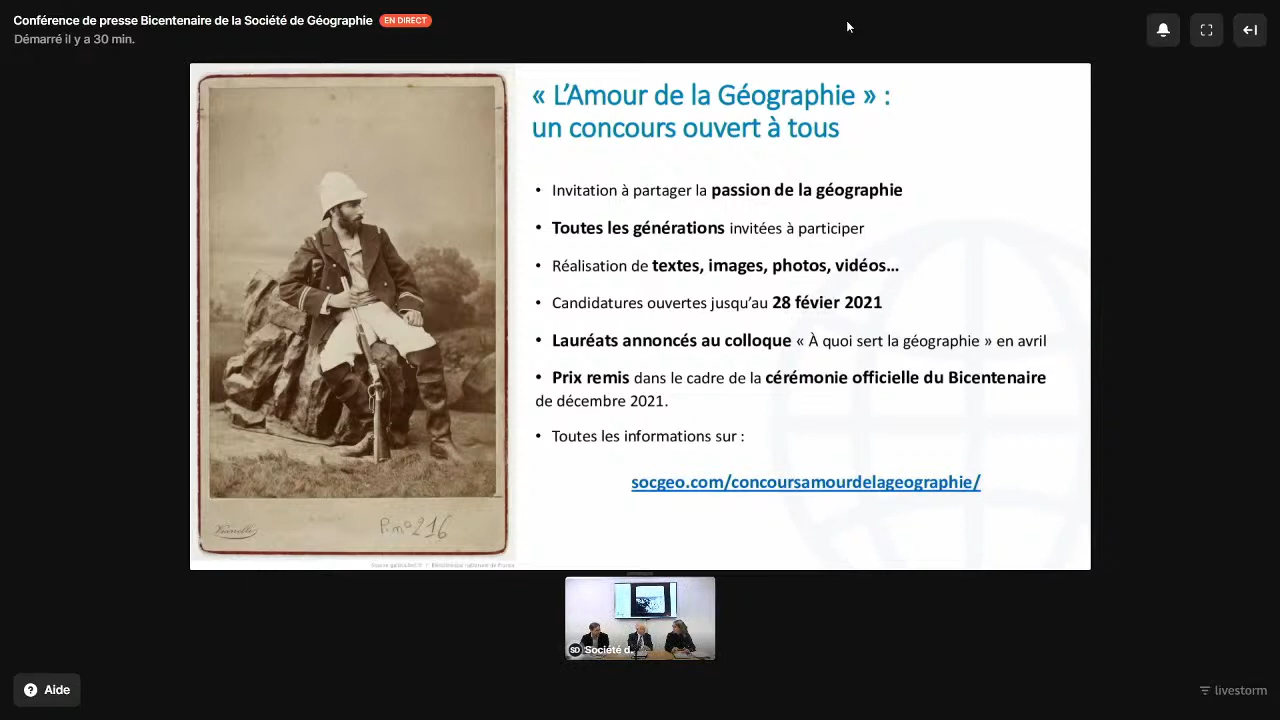 Conférence de presse Bicentenaire de la Société de Géographie EN DIRECT
Démarré il y a 30 min.
« L'Amour de la Géographie » :
un concours ouvert à tous
• Invitation à partager la passion de la géographie
• Toutes les générations invitées à participer
• Réalisation de textes, images, photos, vidéos...
• Candidatures ouvertes jusqu'au 28 févier 2021
• Lauréats annoncés au colloque « À quoi sert la géographie » en avril
• Prix remis dans le cadre de la cérémonie officielle du Bicentenaire
de décembre 2021.
• Toutes les informations sur :
socgeo.com/concoursamourdelageographie/
P. nº 216
SD Société d.
Aide
livestorm